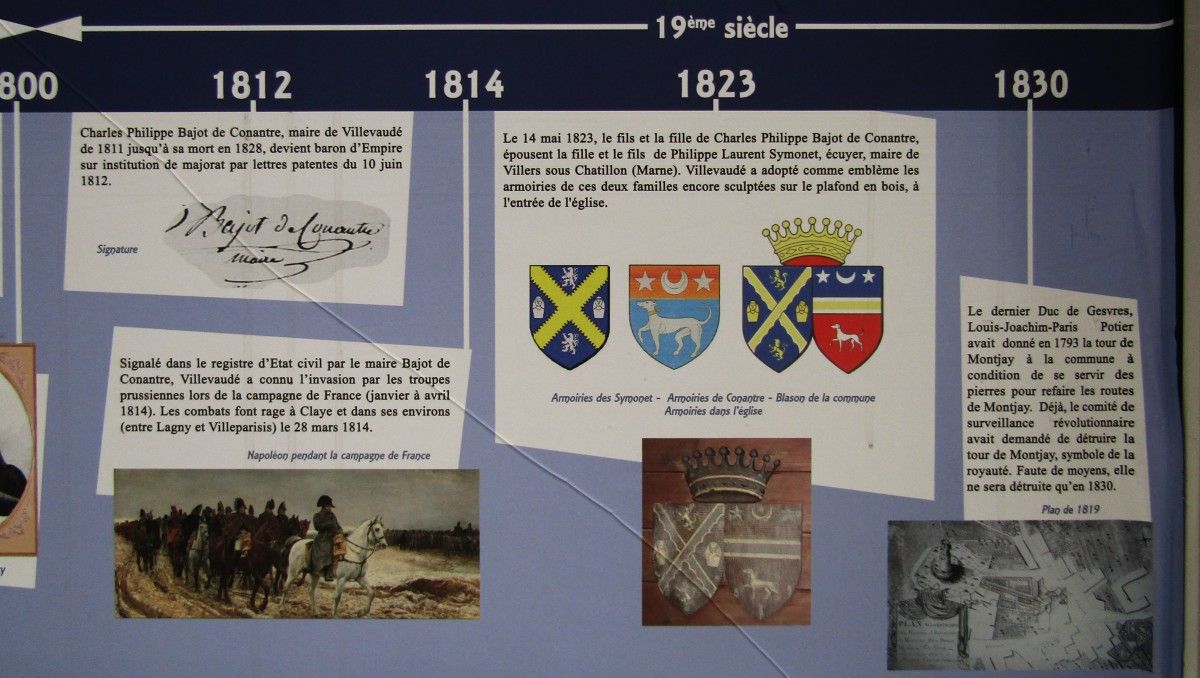 19ème siècle
800
1812
1814
1823
1830
Charles Philippe Bajot de Conantre, maire de Villevaudé
de 1811 jusqu'à sa mort en 1828, devient baron d'Empire
sur institution de majorat par lettres patentes du 10 juin
1812.
Signature
Bajot de Conantre
maire
Signalé dans le registre d'Etat civil par le maire Bajot de
Conantre, Villevaudé a connu l'invasion par les troupes
prussiennes lors de la campagne de France (janvier à avril
1814). Les combats font rage à Claye et dans ses environs
(entre Lagny et Villeparisis) le 28 mars 1814.
Napoléon pendant la campagne de France
Le 14 mai 1823, le fils et la fille de Charles Philippe Bajot de Conantre,
épousent la fille et le fils de Philippe Laurent Symonet, écuyer, maire de
Villers sous Chatillon (Marne). Villevaudé a adopté comme emblème les
armoiries de ces deux familles encore sculptées sur le plafond en bois, à
l'entrée de l'église.
Armoiries des Symonet - Armoiries de Conantre - Blason de la commune
Armoiries dans l'église
Le dernier Duc de Gesvres,
Louis-Joachim-Paris Potier
avait donné en 1793 la tour de
Montjay à la commune à
condition de se servir des
pierres pour refaire les routes
de Montjay. Déjà, le comité de
surveillance révolutionnaire
avait demandé de détruire la
tour de Montjay, symbole de la
royauté. Faute de moyens, elle
ne sera détruite qu'en 1830.
Plan de 1819
PLAN
y